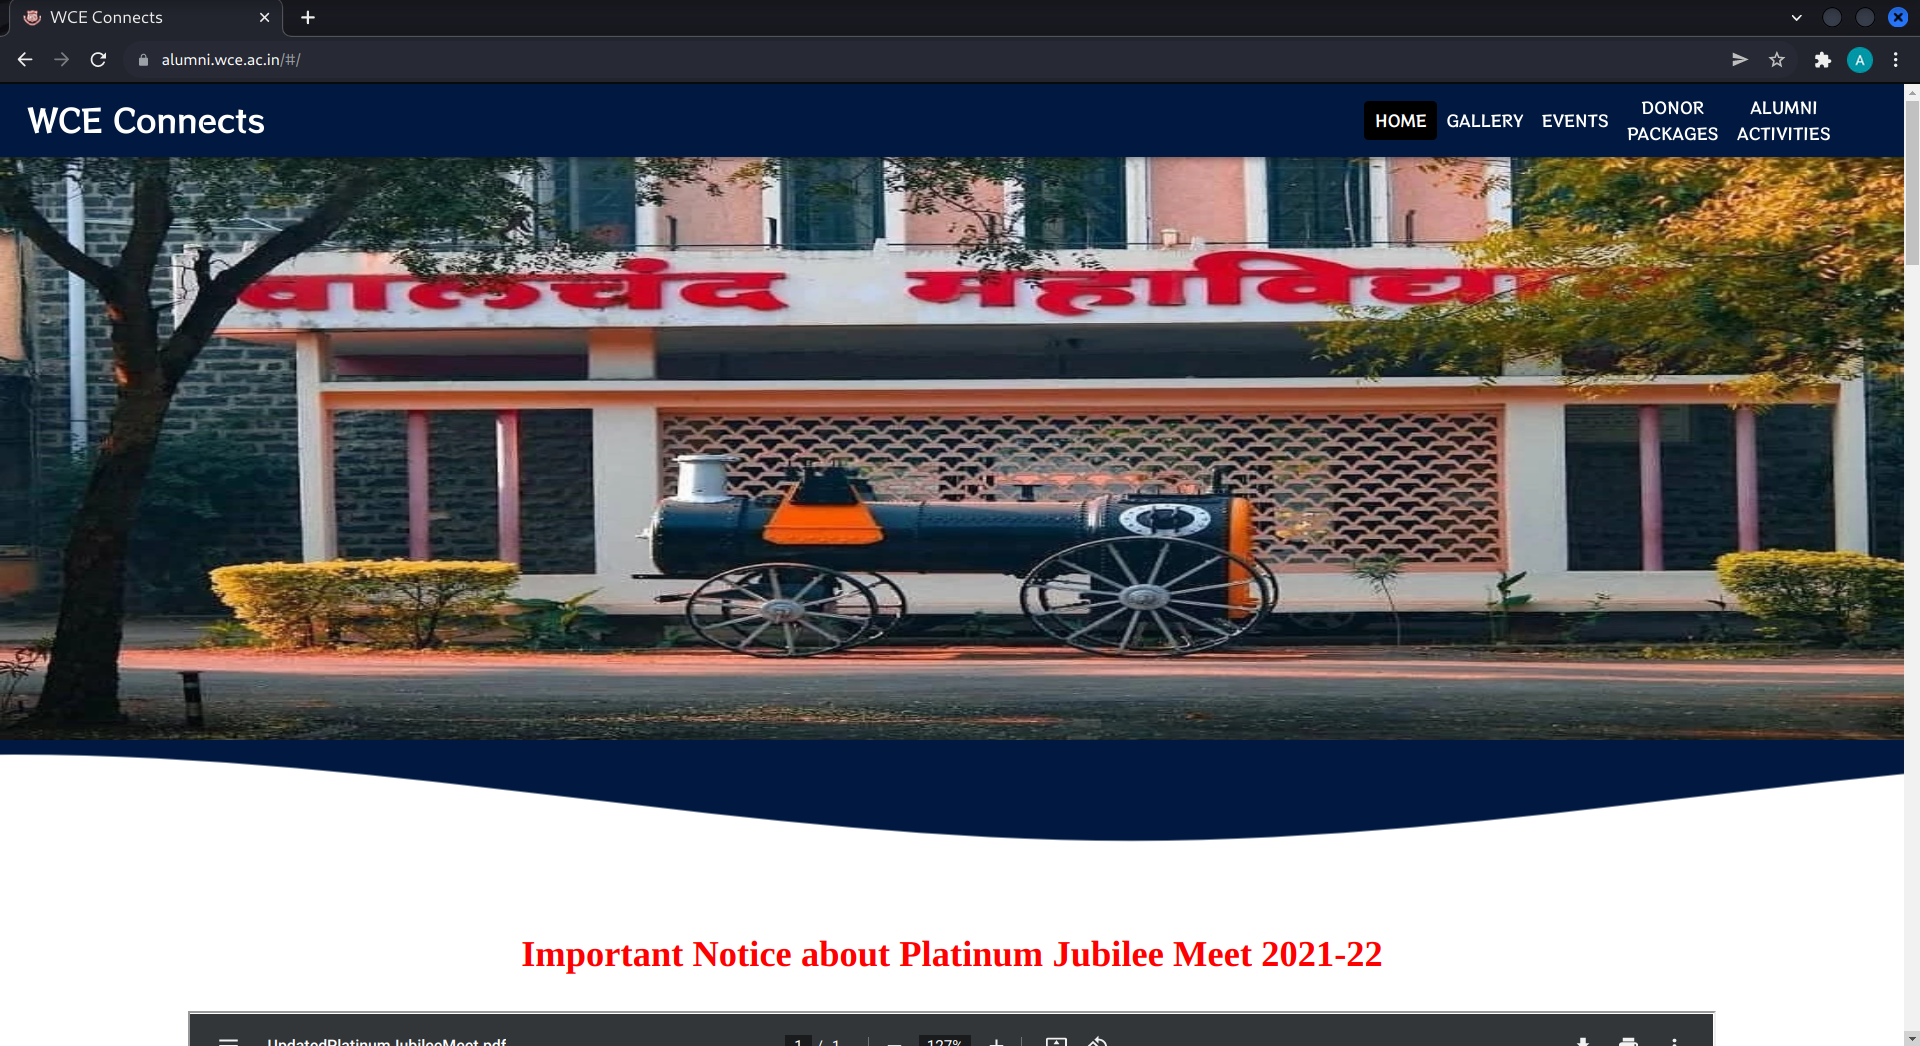 WCE Connects
alumni.wce.ac.in/#/
A
WCE Connects
HOME
GALLERY
EVENTS
DONOR
PACKAGES
ALUMNI
ACTIVITIES
वालचंद महाविद्या
Important Notice about Platinum Jubilee Meet 2021-22
UpdatedPlatinumJubileeMeet.pdf
1 / 1
127%